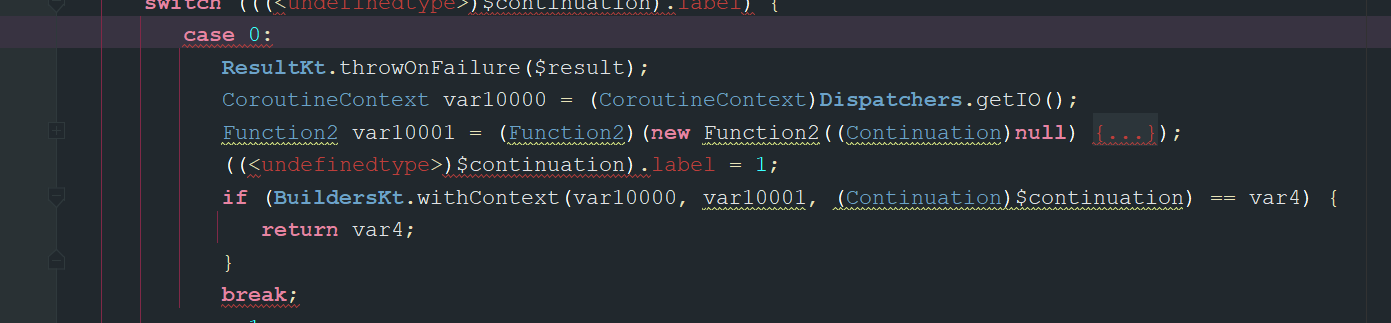 switch (((<undefinedtype>)$continuation).label) {
case 0:
ResultKt.throwOnFailure($result);
CoroutineContext var10000 = (CoroutineContext)Dispatchers.getIO();
Function2 var10001 = (Function2)(new Function2((Continuation)null) {...});
((<undefinedtype>)$continuation).label = 1;
if (BuildersKt.withContext(var10000, var10001, (Continuation)$continuation) == var4) {
return var4;
}
break;